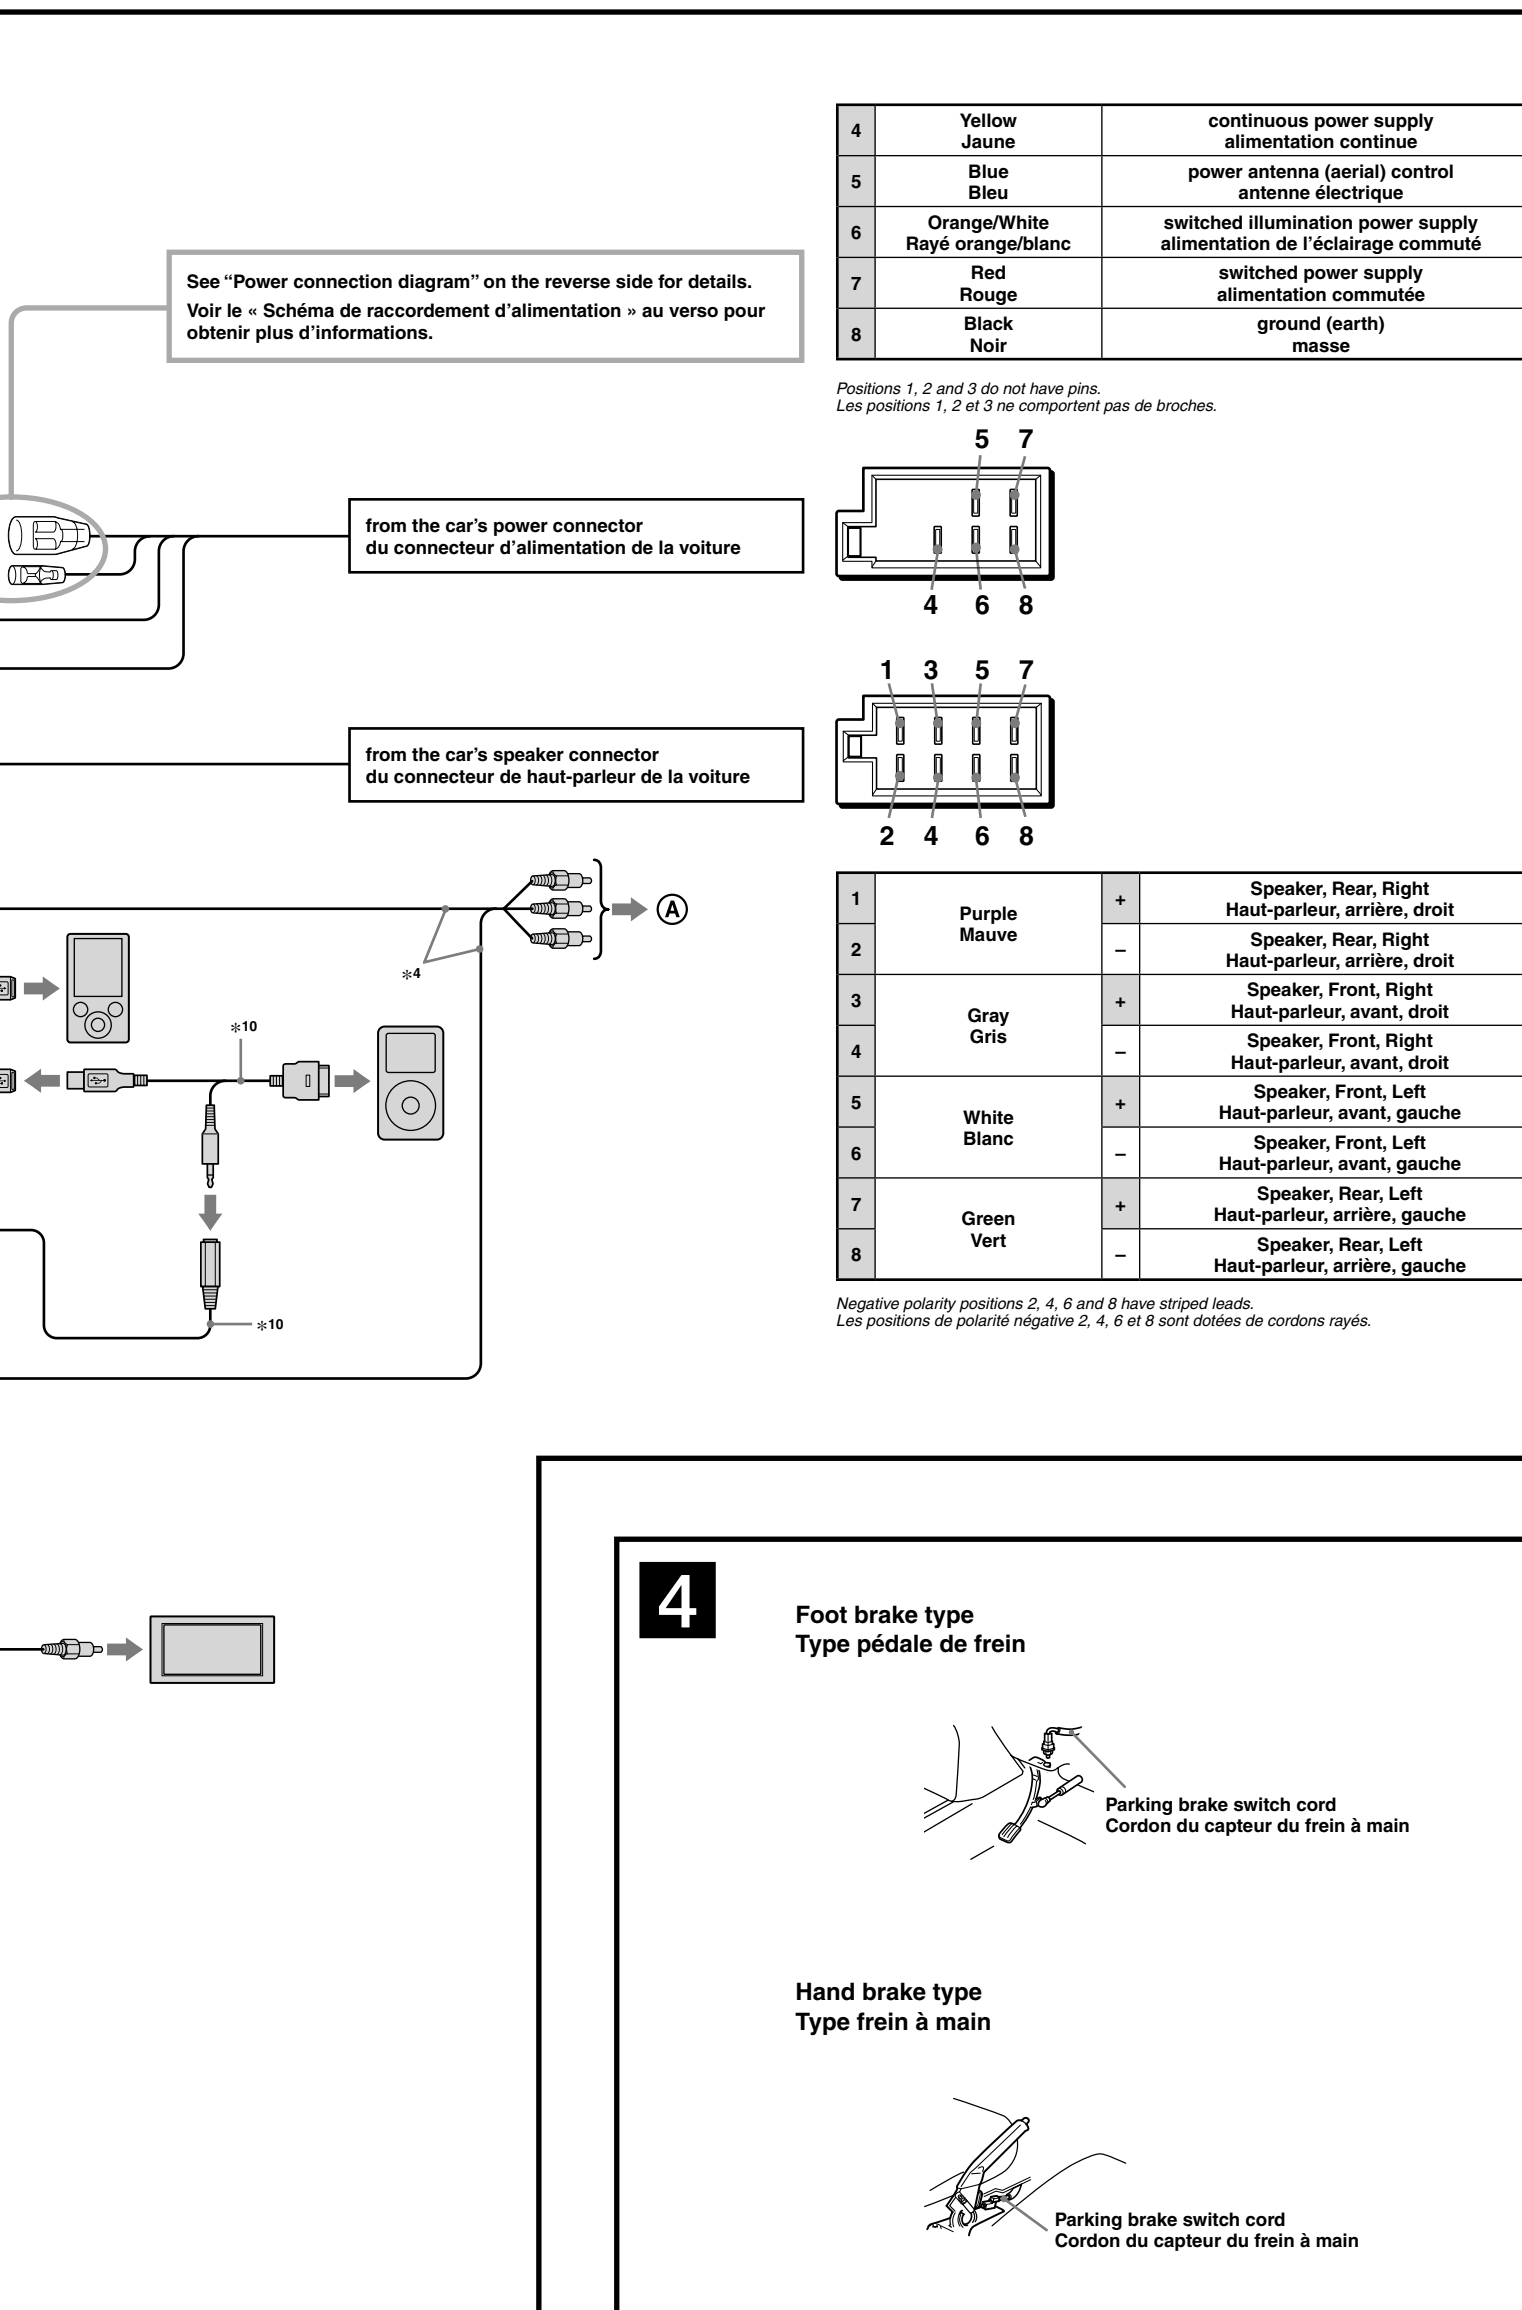 4
Yellow
Jaune
continuous power supply
alimentation continue
5
Blue
Bleu
power antenna (aerial) control
antenne électrique
6
Orange/White
Rayé orange/blanc
switched illumination power supply
alimentation de l’éclairage commuté
7
Red
Rouge
switched power supply
alimentation commutée
8
Black
Noir
ground (earth)
masse
See “Power connection diagram” on the reverse side for details.
Voir le « Schéma de raccordement d’alimentation » au verso pour
obtenir plus d’informations.
Positions 1, 2 and 3 do not have pins.
Les positions 1, 2 et 3 ne comportent pas de broches.
5 7
from the car’s power connector
du connecteur d’alimentation de la voiture
4 6 8
1 3 5 7
from the car’s speaker connector
du connecteur de haut-parleur de la voiture
2 4 6 8
A
*4
*10
*10
1
Purple
Mauve
+
Speaker, Rear, Right
Haut-parleur, arrière, droit
2
–
Speaker, Rear, Right
Haut-parleur, arrière, droit
3
Gray
Gris
+
Speaker, Front, Right
Haut-parleur, avant, droit
4
–
Speaker, Front, Right
Haut-parleur, avant, droit
5
White
Blanc
+
Speaker, Front, Left
Haut-parleur, avant, gauche
6
–
Speaker, Front, Left
Haut-parleur, avant, gauche
7
Green
Vert
+
Speaker, Rear, Left
Haut-parleur, arrière, gauche
8
–
Speaker, Rear, Left
Haut-parleur, arrière, gauche
Negative polarity positions 2, 4, 6 and 8 have striped leads.
Les positions de polarité négative 2, 4, 6 et 8 sont dotées de cordons rayés.
4
Foot brake type
Type pédale de frein
Parking brake switch cord
Cordon du capteur du frein à main
Hand brake type
Type frein à main
Parking brake switch cord
Cordon du capteur du frein à main